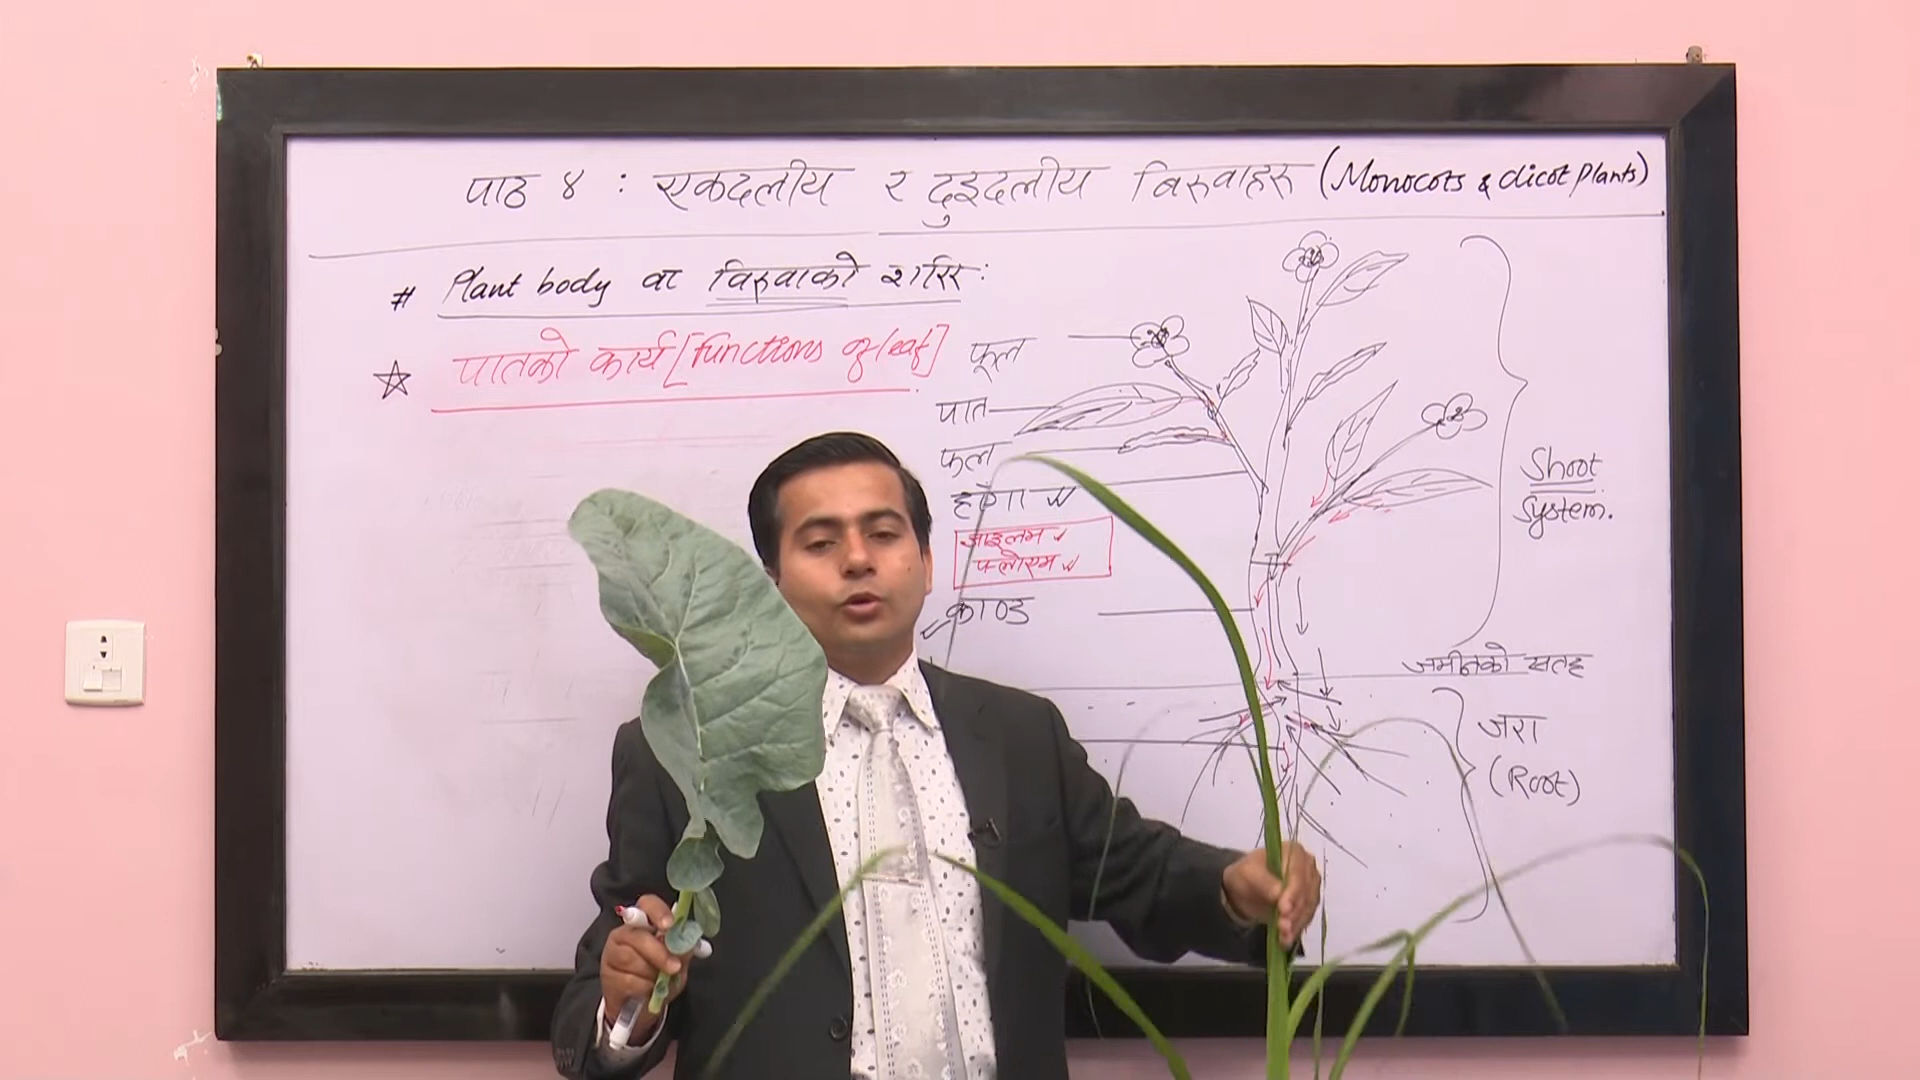 पाठ ४ : एकदलीय र दुइदलीय बिरुवाहरु (Monocots & dicot plants)
# Plant body वा विरुवाको शरिर:
पातको कार्य [Functions of leaf]
फूल
पात
फल
हाँगा
जाइलम
फ्लोएम
काण्ड
Shoot
System.
जमीनको सतह
जरा
(Root)